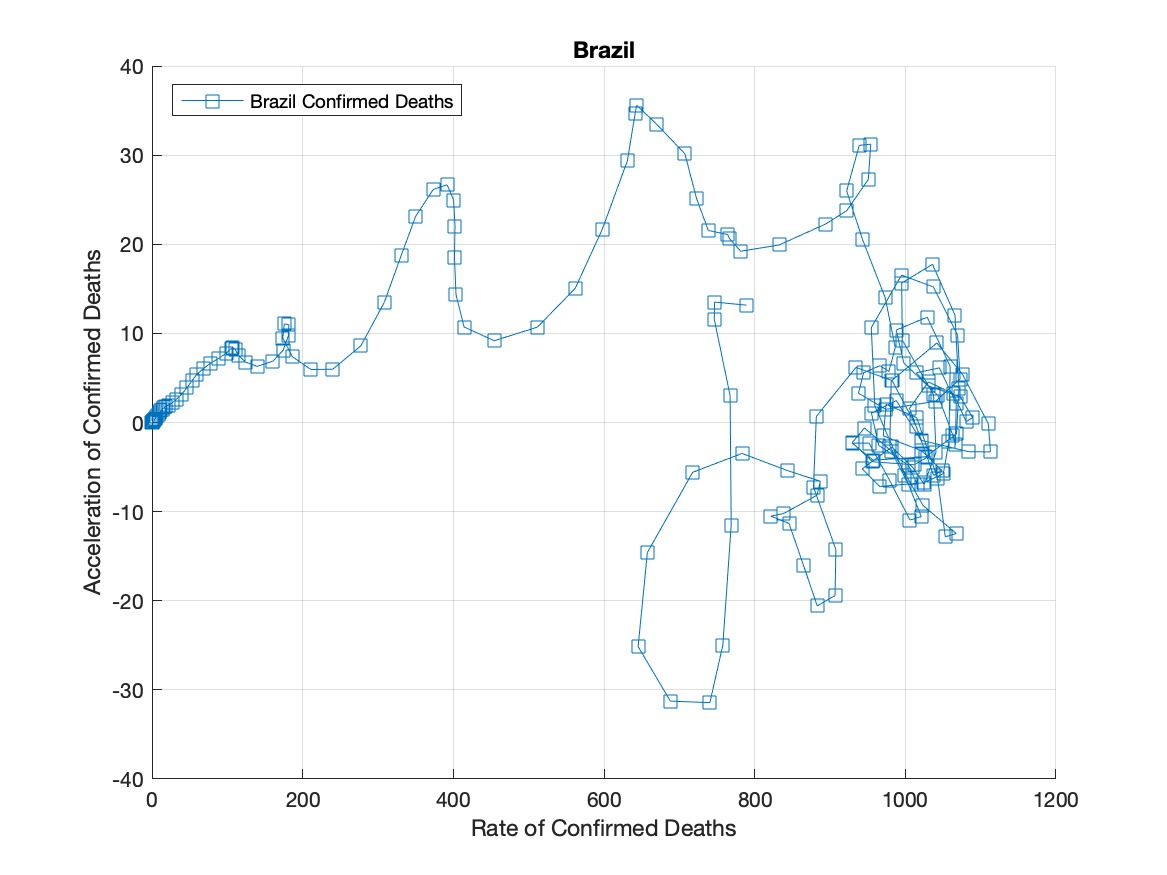 Brazil
Brazil Confirmed Deaths
40
30
20
10
0
-10
-20
-30
-40
Acceleration of Confirmed Deaths
0 200 400 600 800 1000 1200
Rate of Confirmed Deaths